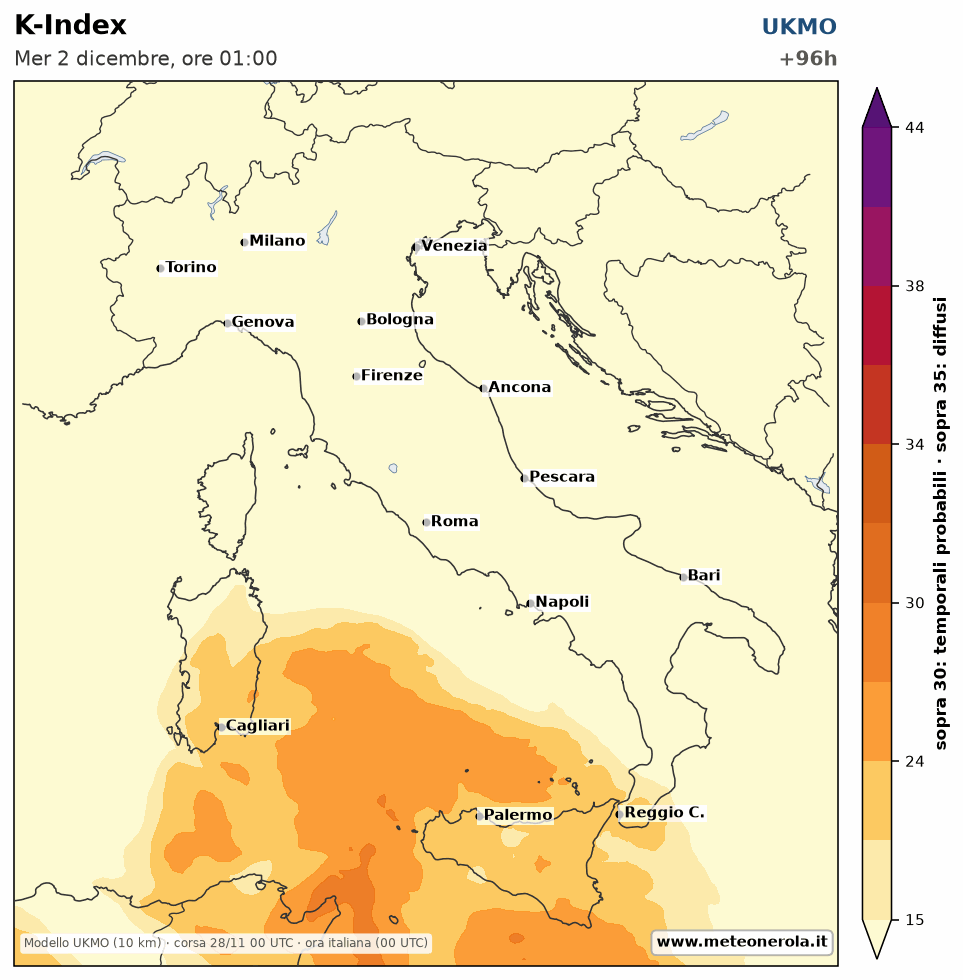 K-Index
UKMO
Mer 2 dicembre, ore 01:00
+96h
44
Milano
Venezia
Torino
38
Genova
Bologna
Firenze
Ancona
34
Pescara
Roma
Bari
Napoli
30
sopra 30: temporali probabili · sopra 35: diffusi
Cagliari
24
Palermo
Reggio C.
15
Modello UKMO (10 km) · corsa 28/11 00 UTC · ora italiana (00 UTC)
www.meteonerola.it